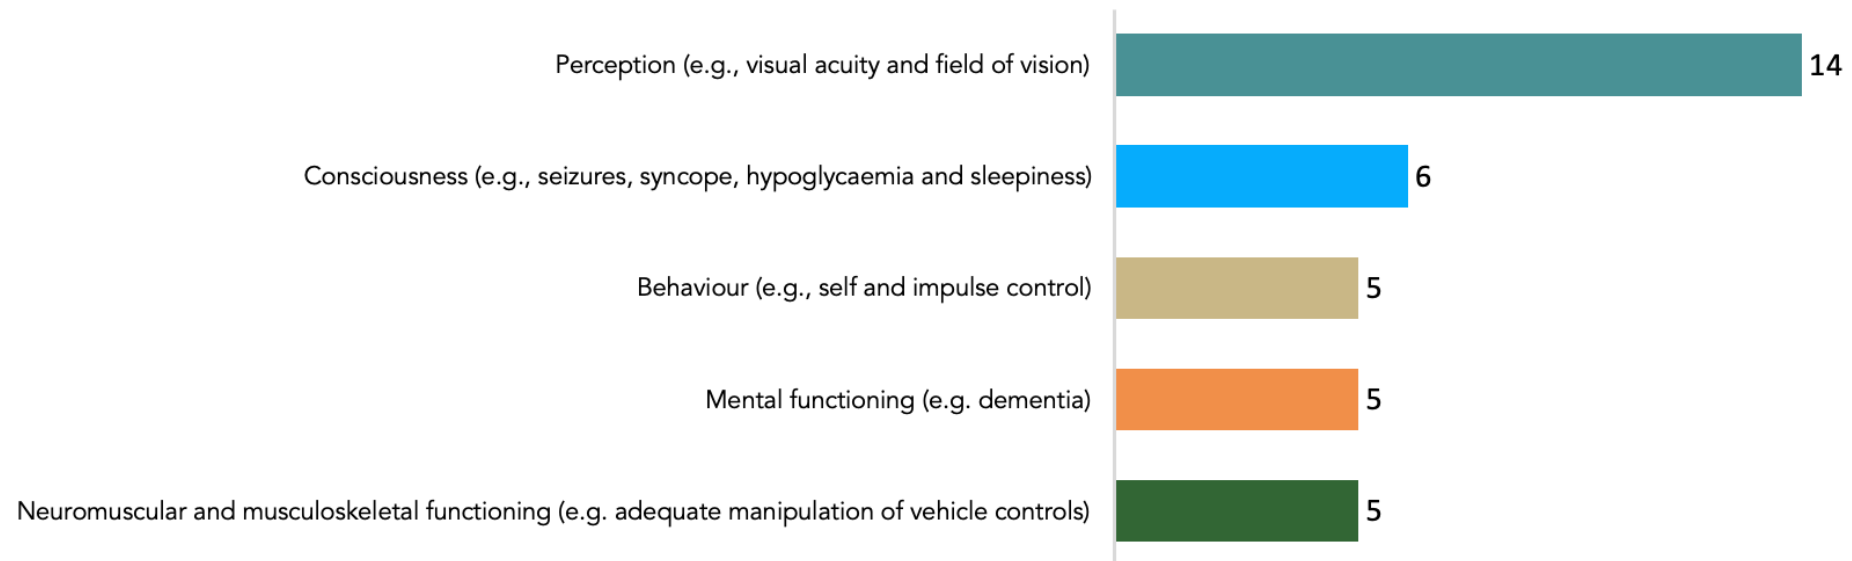 Perception (e.g., visual acuity and field of vision) 14
Consciousness (e.g., seizures, syncope, hypoglycaemia and sleepiness) 6
Behaviour (e.g., self and impulse control) 5
Mental functioning (e.g. dementia) 5
Neuromuscular and musculoskeletal functioning (e.g. adequate manipulation of vehicle controls) 5